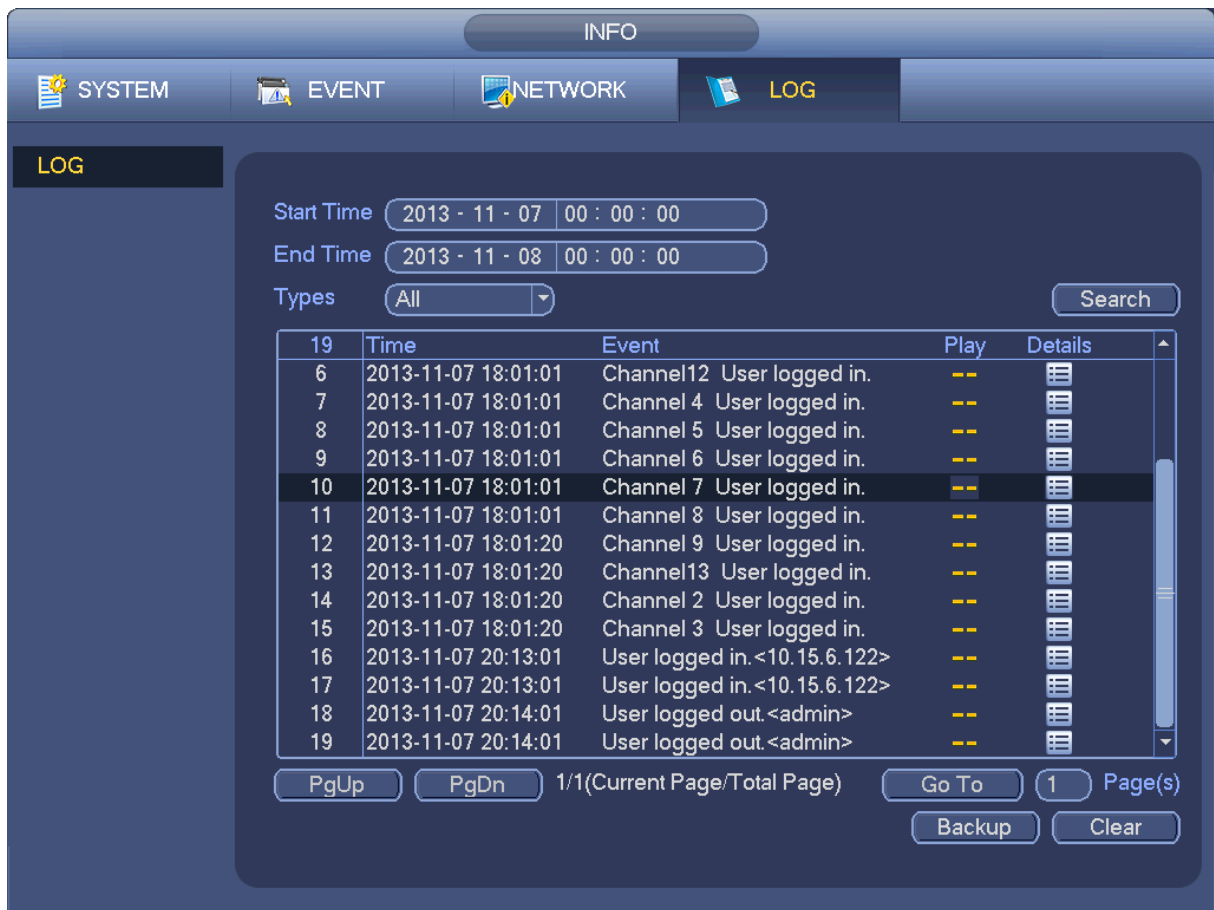 INFO
SYSTEM EVENT NETWORK LOG
LOG
Start Time 2013 - 11 - 07 00 : 00 : 00
End Time 2013 - 11 - 08 00 : 00 : 00
Types All Search
19 Time Event Play Details
6 2013-11-07 18:01:01 Channel12 User logged in. --
7 2013-11-07 18:01:01 Channel 4 User logged in. --
8 2013-11-07 18:01:01 Channel 5 User logged in. --
9 2013-11-07 18:01:01 Channel 6 User logged in. --
10 2013-11-07 18:01:01 Channel 7 User logged in. --
11 2013-11-07 18:01:01 Channel 8 User logged in. --
12 2013-11-07 18:01:20 Channel 9 User logged in. --
13 2013-11-07 18:01:20 Channel13 User logged in. --
14 2013-11-07 18:01:20 Channel 2 User logged in. --
15 2013-11-07 18:01:20 Channel 3 User logged in. --
16 2013-11-07 20:13:01 User logged in.<10.15.6.122> --
17 2013-11-07 20:13:01 User logged in.<10.15.6.122> --
18 2013-11-07 20:14:01 User logged out.<admin> --
19 2013-11-07 20:14:01 User logged out.<admin> --
PgUp PgDn 1/1(Current Page/Total Page) Go To 1 Page(s)
Backup Clear